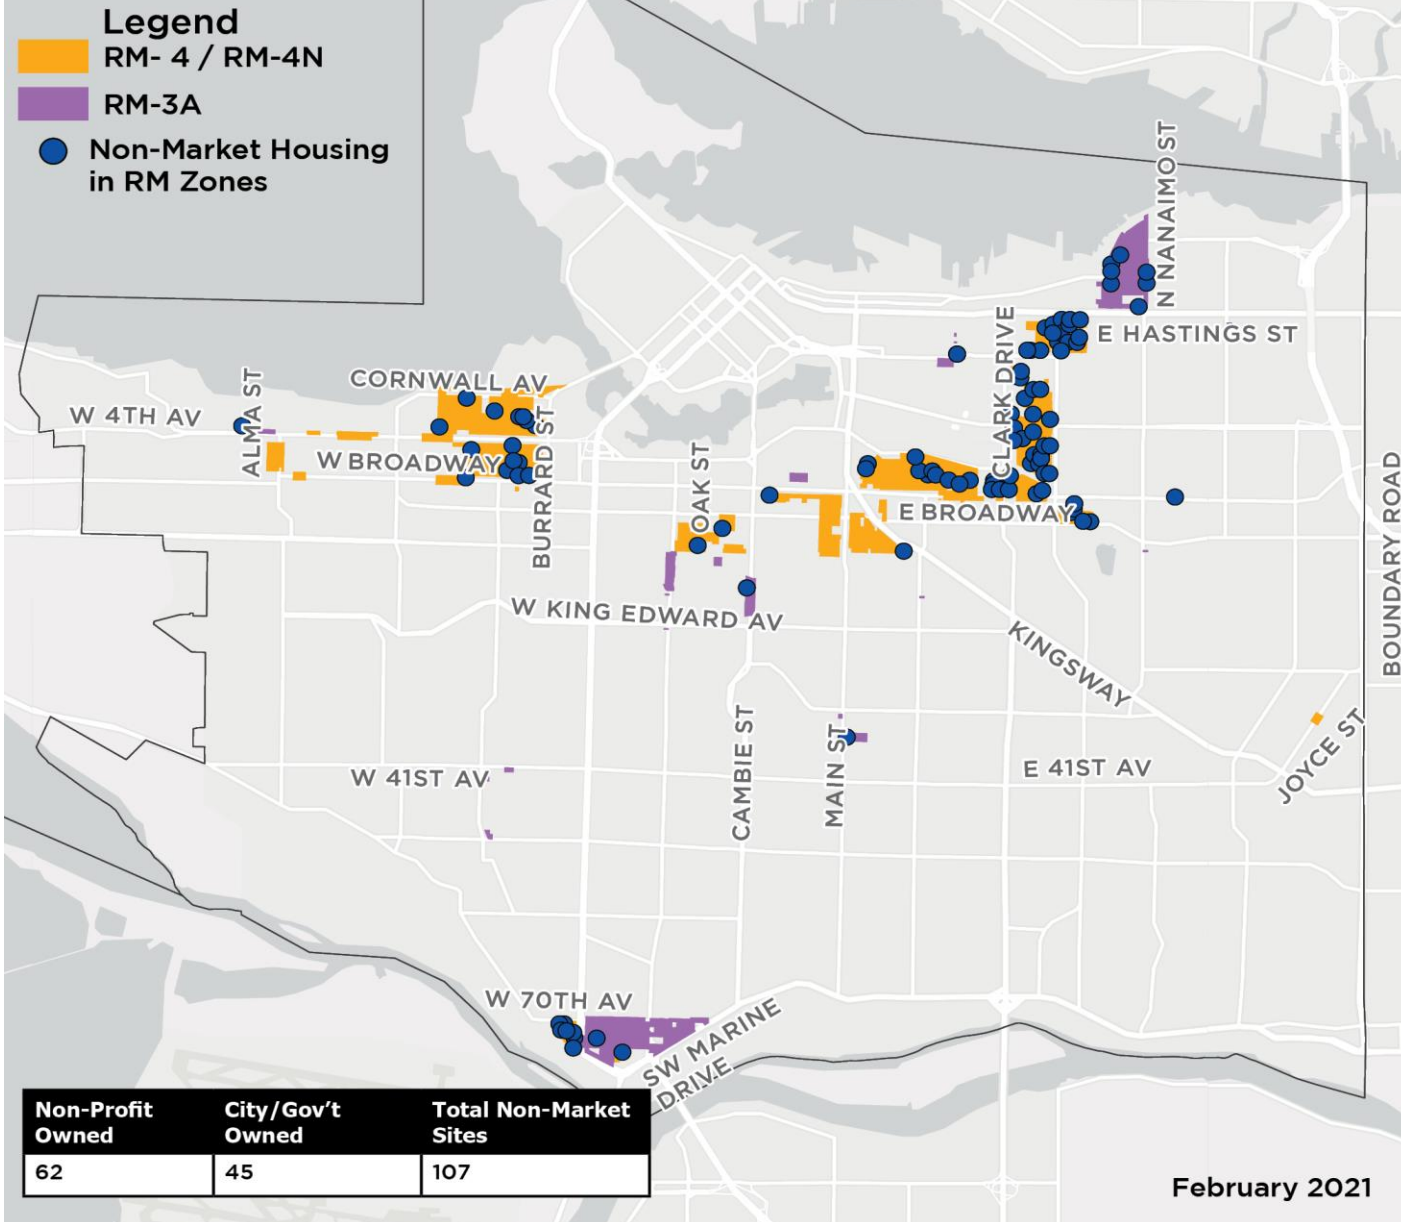 Legend
RM- 4 / RM-4N
RM-3A
Non-Market Housing
in RM Zones
N NANAIMO ST
E HASTINGS ST
CLARK DRIVE
CORNWALL AV
ALMA ST
W 4TH AV
W BROADWAY
BURRARD ST
OAK ST
E BROADWAY
BOUNDARY ROAD
W KING EDWARD AV
KINGSWAY
CAMBIE ST
MAIN ST
JOYCE ST
W 41ST AV
E 41ST AV
W 70TH AV
SW MARINE
DRIVE
Non-Profit
Owned
City/Gov't
Owned
Total Non-Market
Sites
62
45
107
February 2021